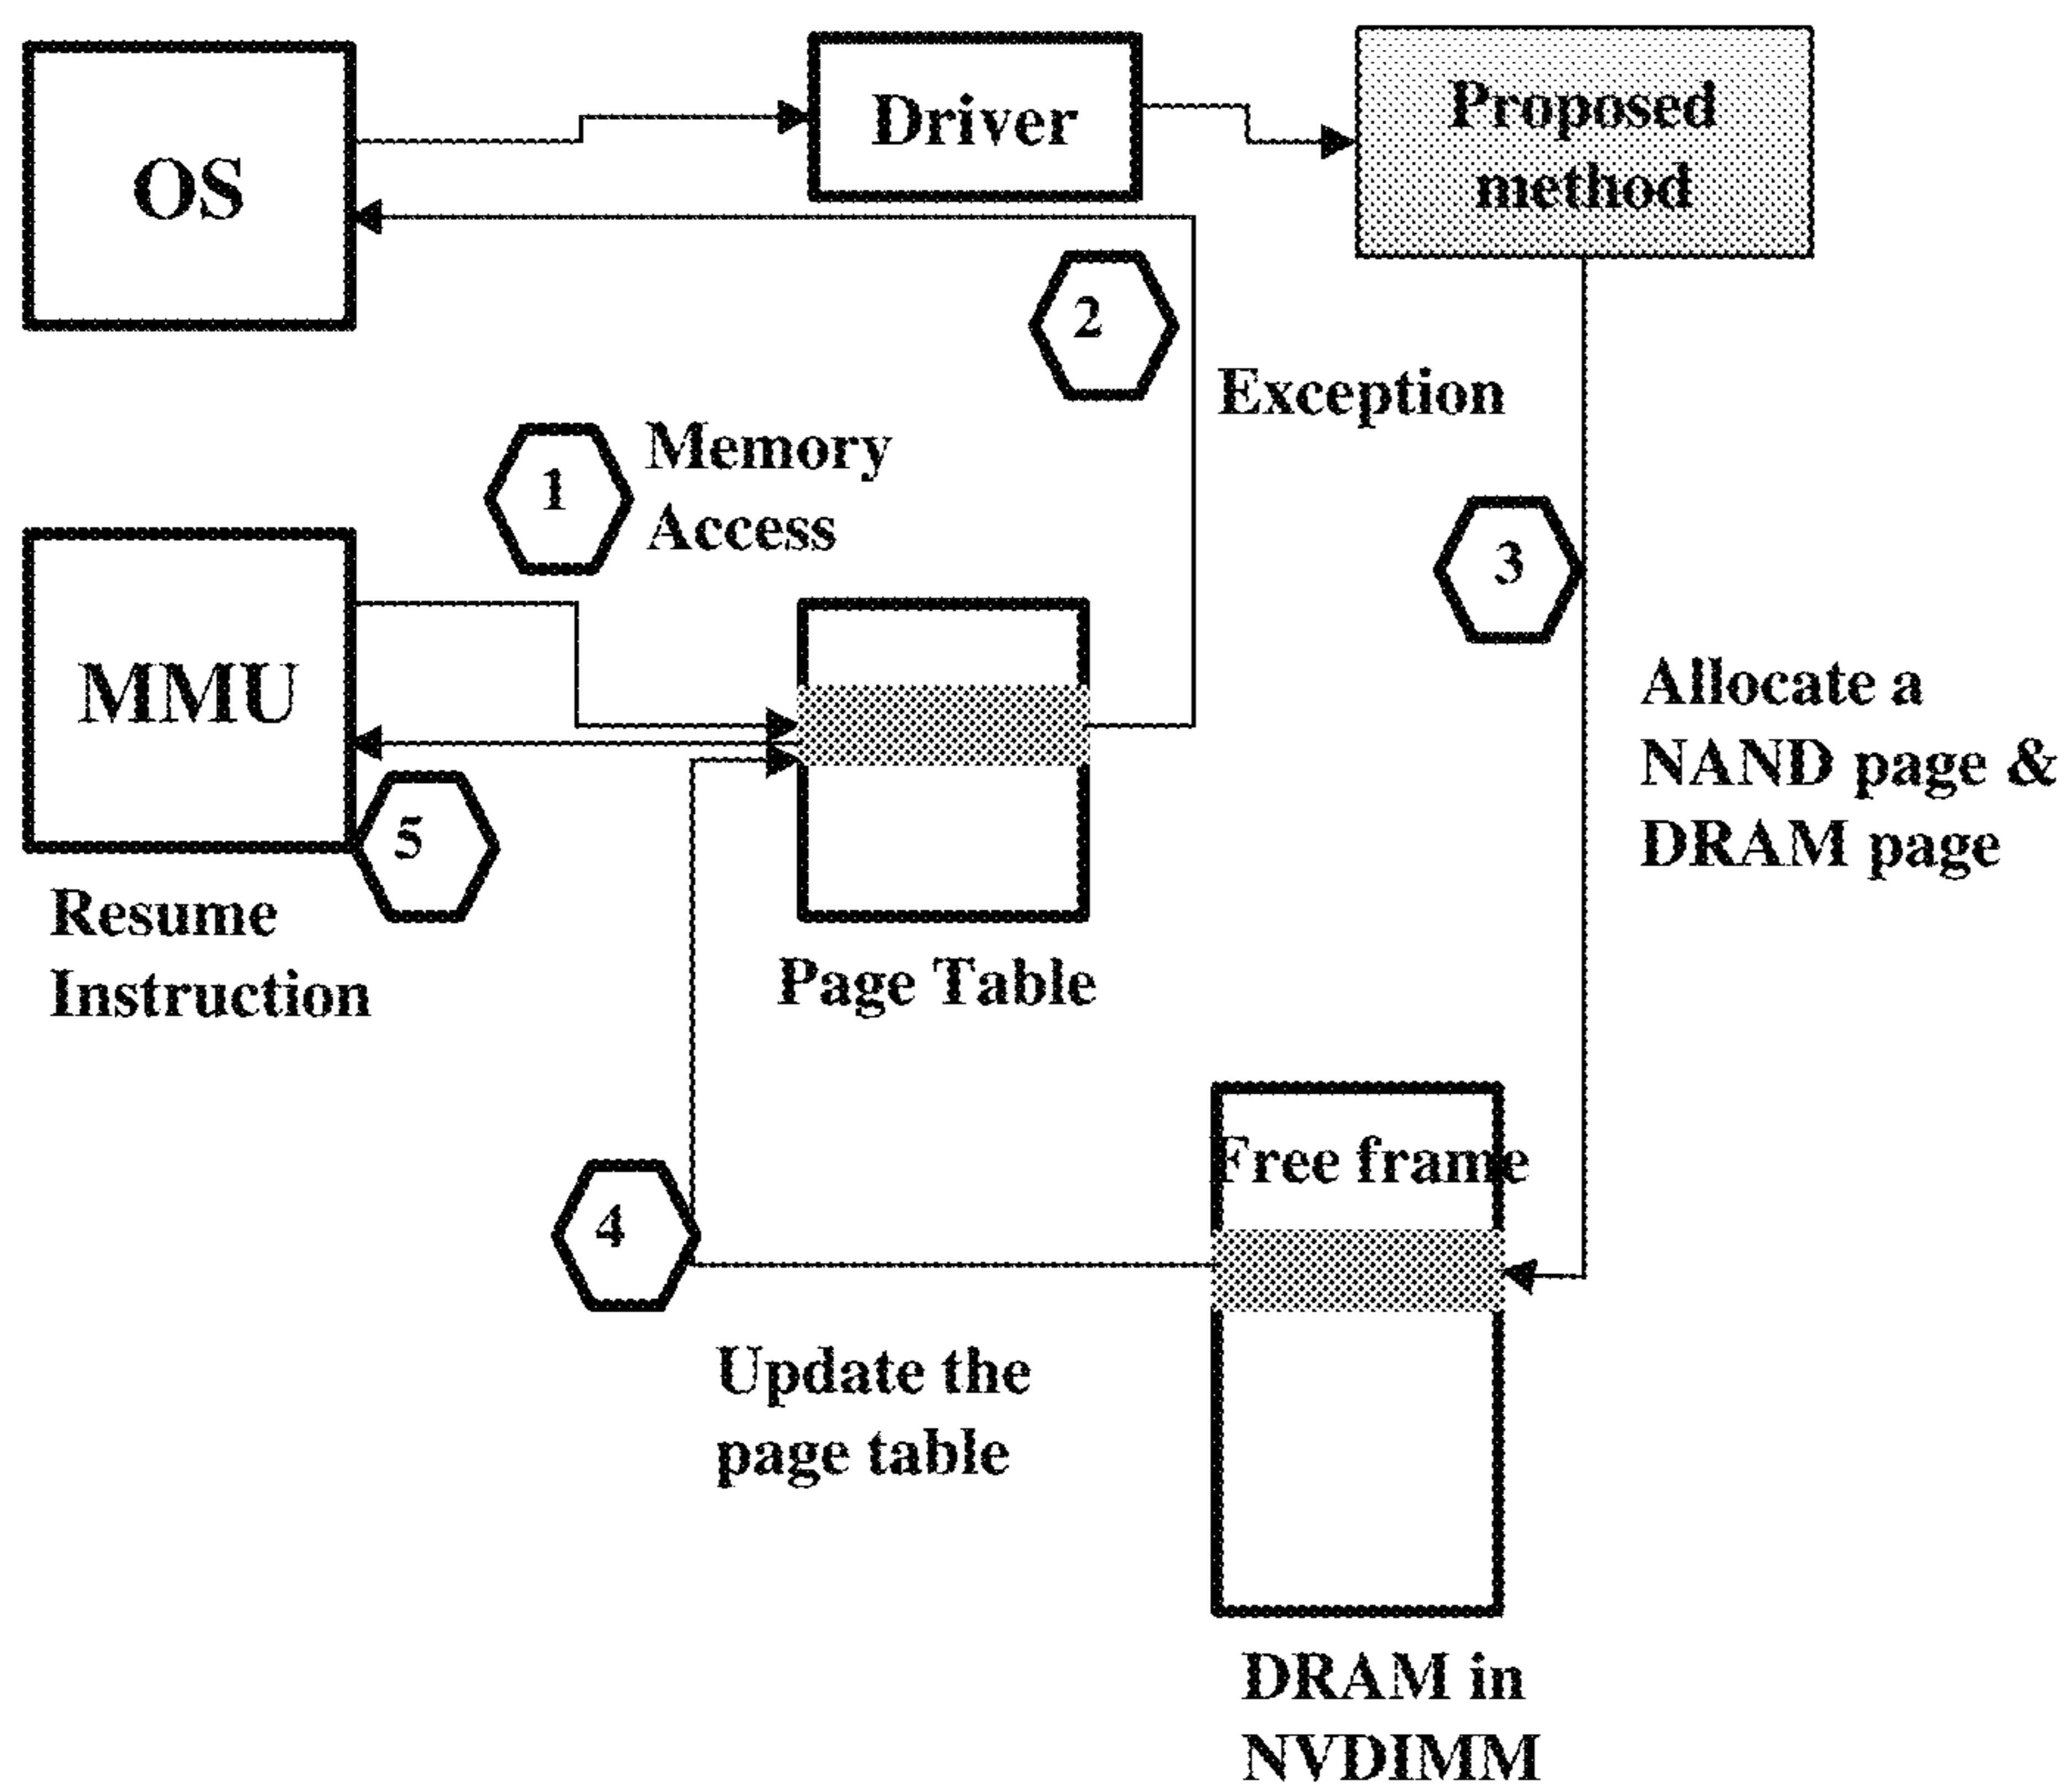 OS
Driver
Proposed
method
2
Exception
1
Memory
Access
3
MMU
Allocate a
NAND page &
DRAM page
5
Resume
Instruction
Page Table
Free frame
4
Update the
page table
DRAM in
NVDIMM